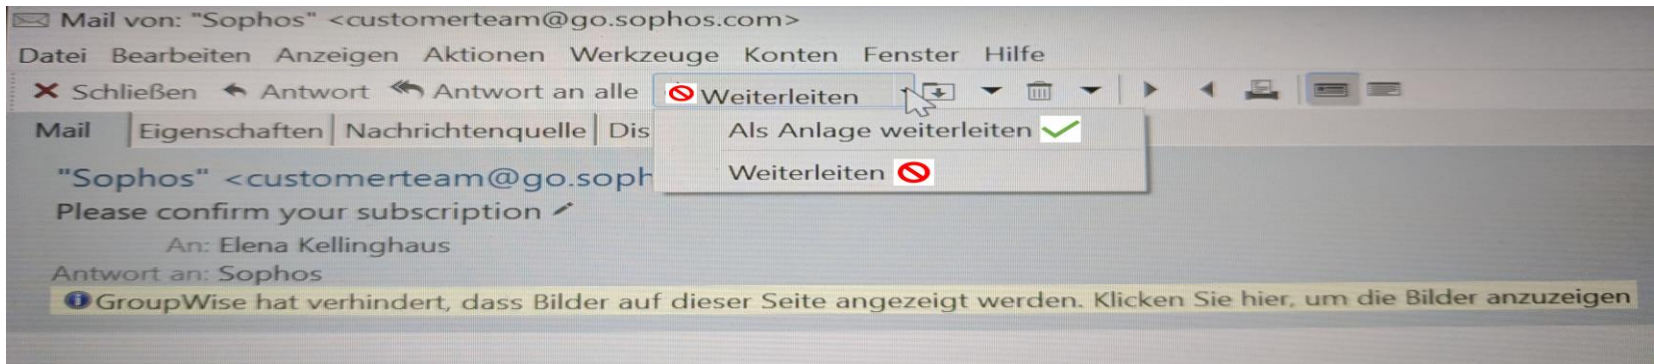 Mail von: "Sophos" <customerteam@go.sophos.com>
Datei Bearbeiten Anzeigen Aktionen Werkzeuge Konten Fenster Hilfe
Schließen Antwort Antwort an alle Weiterleiten
Mail Eigenschaften Nachrichtenquelle Dis
Als Anlage weiterleiten
Weiterleiten
"Sophos" <customerteam@go.soph
Please confirm your subscription
An: Elena Kellinghaus
Antwort an: Sophos
GroupWise hat verhindert, dass Bilder auf dieser Seite angezeigt werden. Klicken Sie hier, um die Bilder anzuzeigen